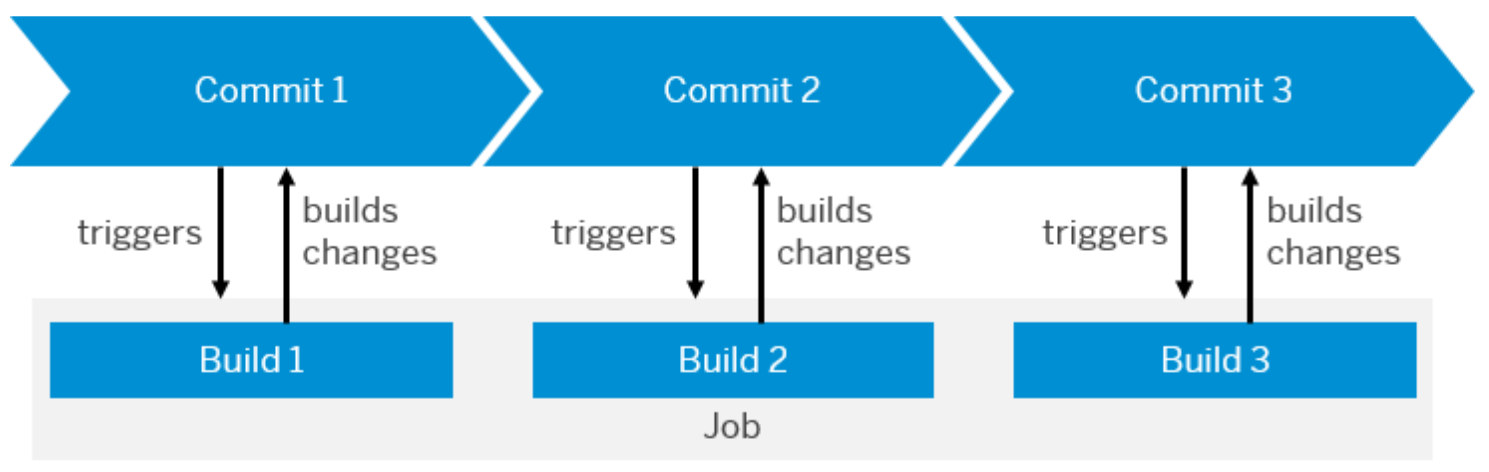 Commit 1
Commit 2
Commit 3
triggers
builds
changes
triggers
builds
changes
triggers
builds
changes
Build 1
Build 2
Build 3
Job